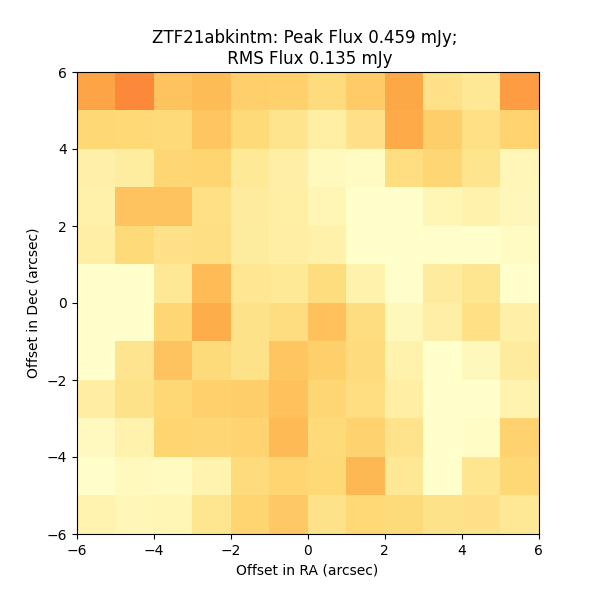 ZTF21abkintm: Peak Flux 0.459 mJy;
RMS Flux 0.135 mJy
6
4
2
0
−2
−4
−6
Offset in Dec (arcsec)
−6 −4 −2 0 2 4 6
Offset in RA (arcsec)